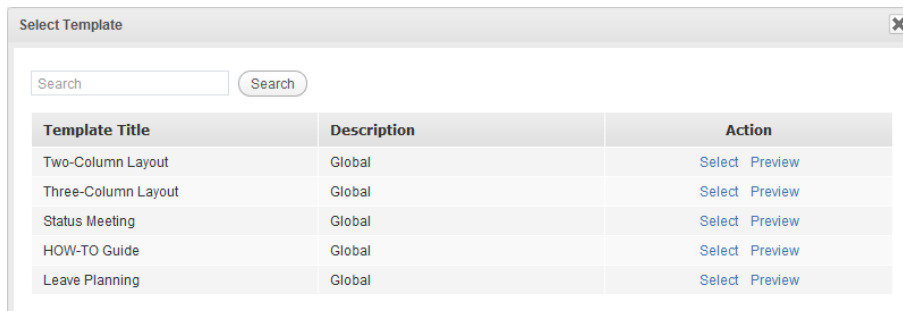 Select Template
Search Search
Template Title Description Action
Two-Column Layout Global Select Preview
Three-Column Layout Global Select Preview
Status Meeting Global Select Preview
HOW-TO Guide Global Select Preview
Leave Planning Global Select Preview